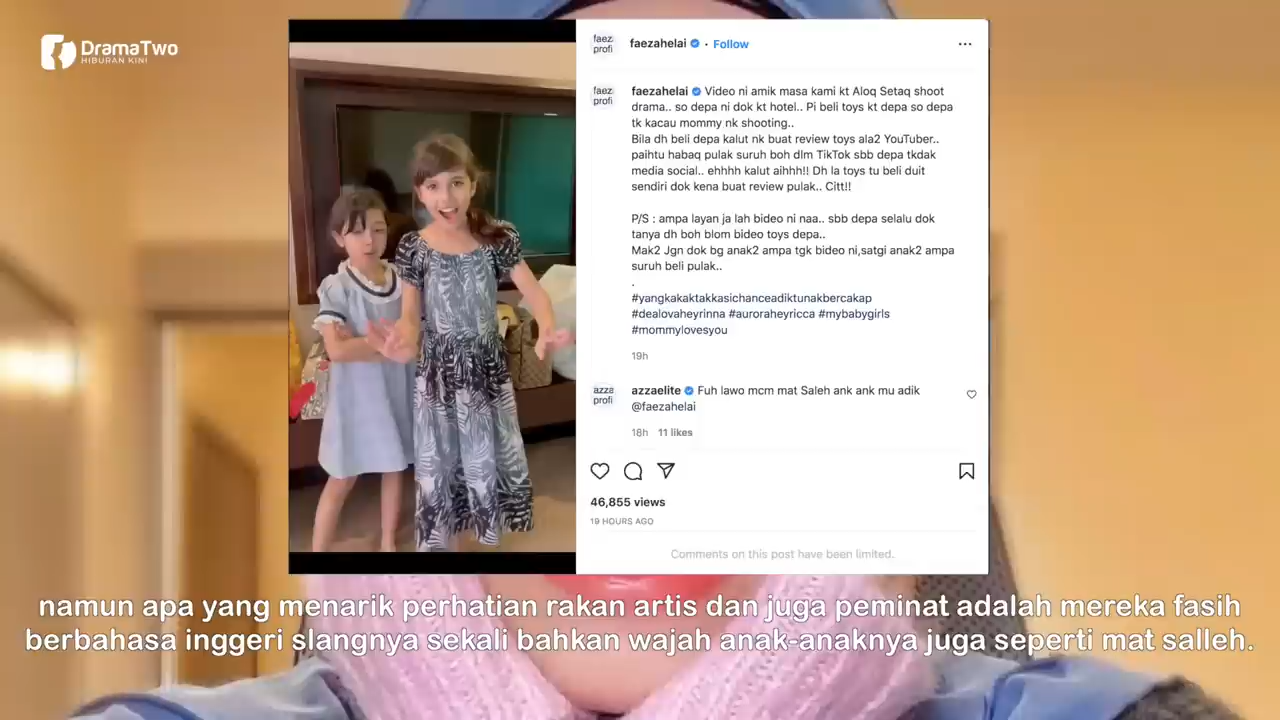 DramaTwo
HIBURAN KINI
faez
profi
faezahelai · Follow
faez
profi
faezahelai Video ni amik masa kami kt Aloq Setaq shoot
drama.. so depa ni dok kt hotel.. Pi beli toys kt depa so depa
tk kacau mommy nk shooting..
Bila dh beli depa kalut nk buat review toys ala2 YouTuber..
paihtu habaq pulak suruh boh dlm TikTok sbb depa tkdak
media social.. ehhhh kalut aihhh!! Dh la toys tu beli duit
sendiri dok kena buat review pulak.. Citt!!
P/S : ampa layan ja lah bideo ni naa.. sbb depa selalu dok
tanya dh boh blom bideo toys depa..
Mak2 Jgn dok bg anak2 ampa tgk bideo ni,satgi anak2 ampa
suruh beli pulak..
.
#yangkakaktakkasichanceadiktunakbercakap
#dealovaheyrinna #auroraheyricca #mybabygirls
#mommylovesyou
19h
azza
profi
azzaelite Fuh lawo mcm mat Saleh ank ank mu adik
@faezahelai
18h 11 likes
46,855 views
19 HOURS AGO
Comments on this post have been limited.
namun apa yang menarik perhatian rakan artis dan juga peminat adalah mereka fasih
berbahasa inggeri slangnya sekali bahkan wajah anak-anaknya juga seperti mat salleh.